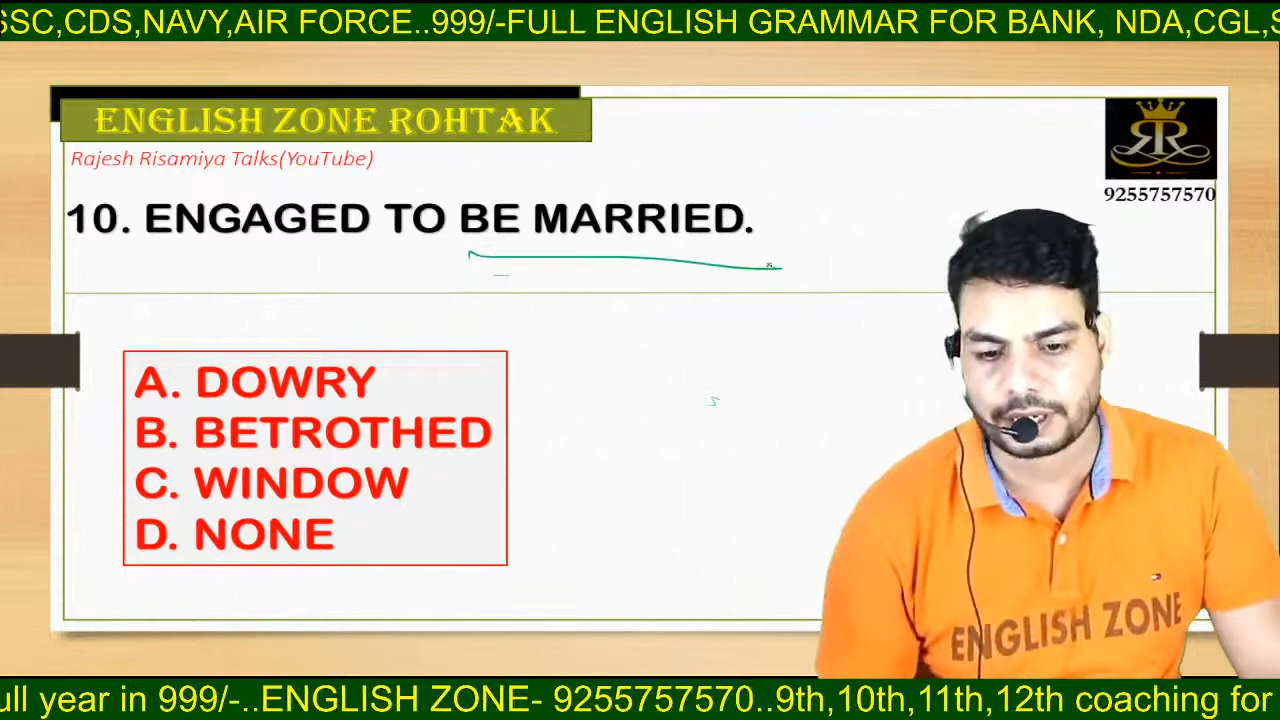 SSC,CDS,NAVY,AIR FORCE..999/-FULL ENGLISH GRAMMAR FOR BANK, NDA,CGL,S
ENGLISH ZONE ROHTAK
Rajesh Risamiya Talks(YouTube)
RR
9255757570
10. ENGAGED TO BE MARRIED.
A. DOWRY
B. BETROTHED
C. WINDOW
D. NONE
ENGLISH ZONE
ull year in 999/-..ENGLISH ZONE- 9255757570..9th,10th,11th,12th coaching for